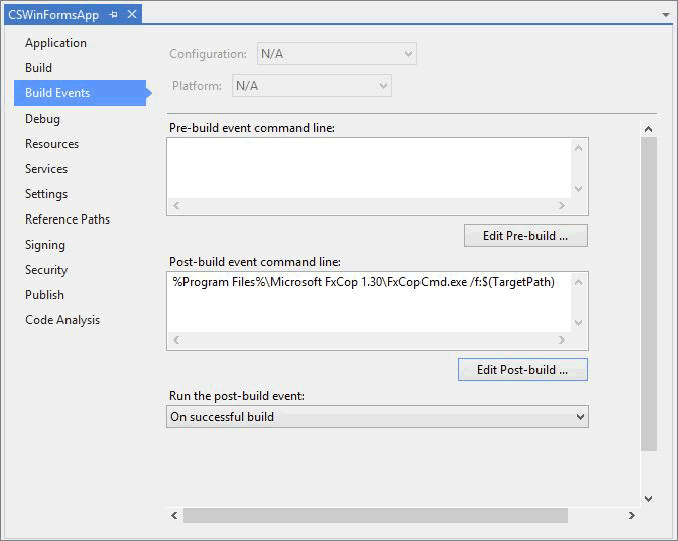 CSWinFormsApp
Application
Build
Build Events
Debug
Resources
Services
Settings
Reference Paths
Signing
Security
Publish
Code Analysis
Configuration: N/A
Platform: N/A
Pre-build event command line:
Edit Pre-build ...
Post-build event command line:
%Program Files%\Microsoft FxCop 1.30\FxCopCmd.exe /f:$(TargetPath)
Edit Post-build ...
Run the post-build event:
On successful build